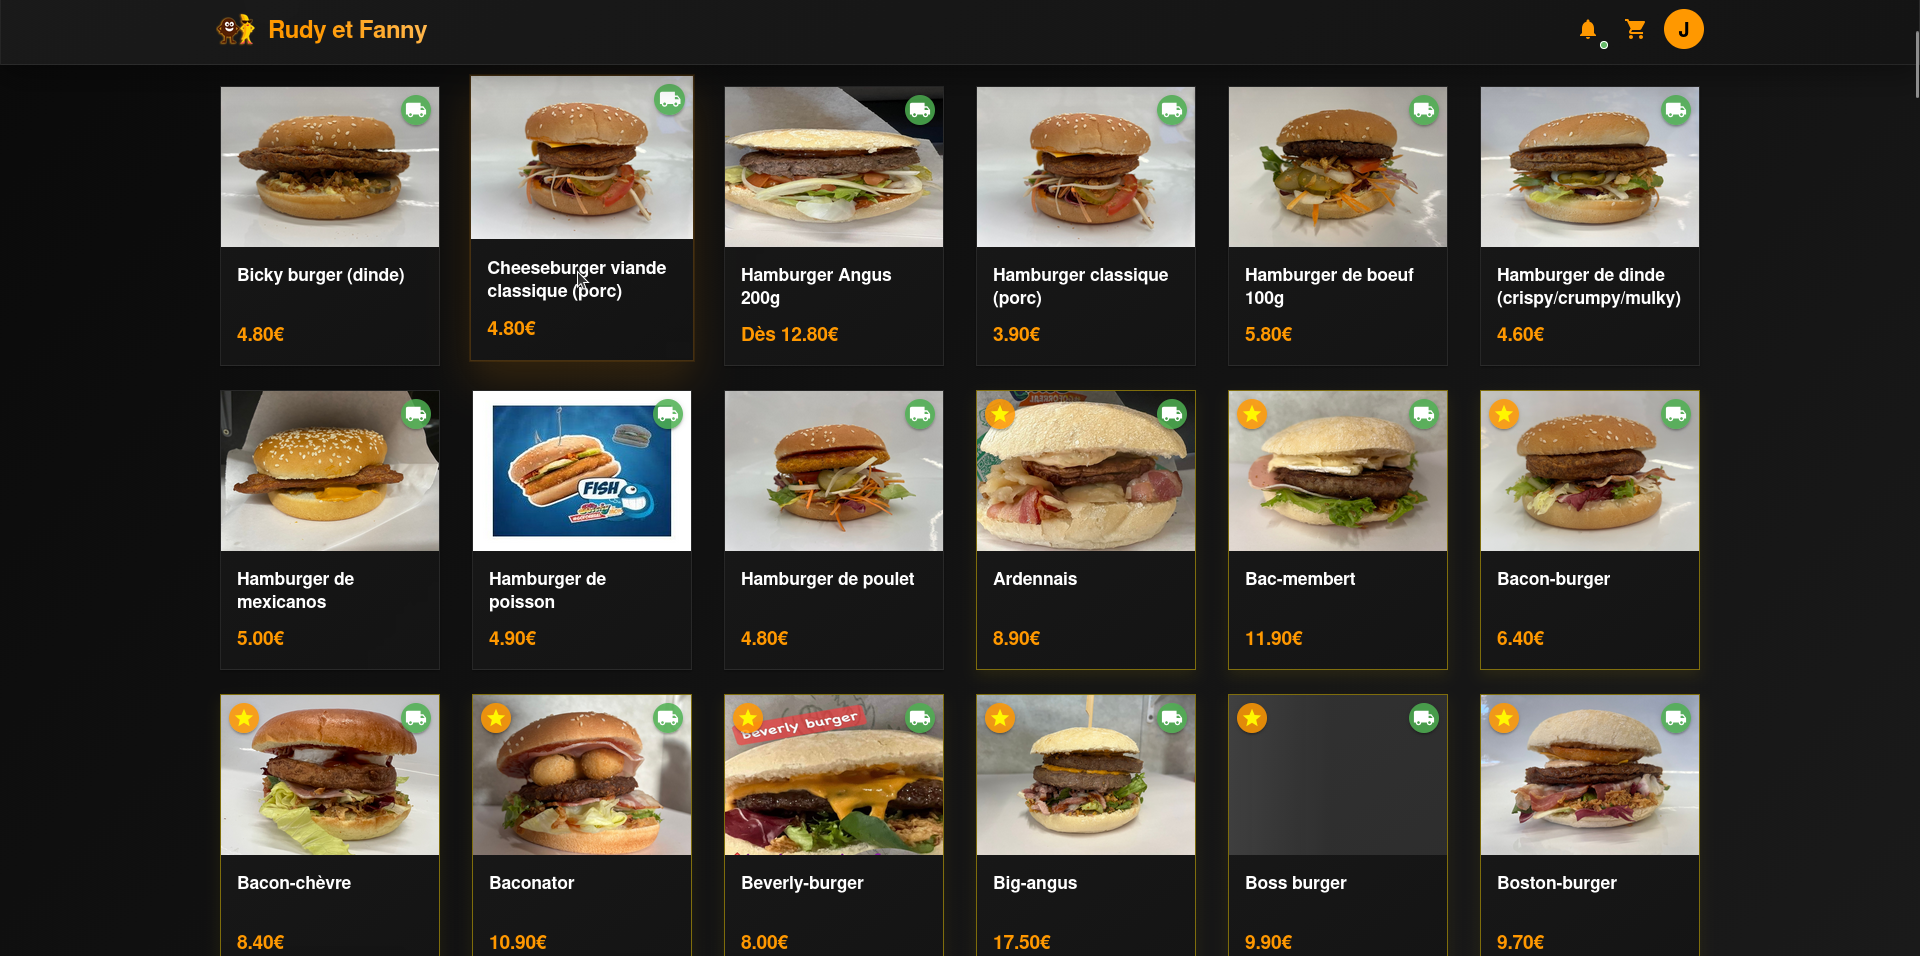 Rudy et Fanny
J
Bicky burger (dinde)
4.80€
Cheeseburger viande
classique (porc)
4.80€
Hamburger Angus
200g
Dès 12.80€
Hamburger classique
(porc)
3.90€
Hamburger de boeuf
100g
5.80€
Hamburger de dinde
(crispy/crumpy/mulky)
4.60€
Hamburger de
mexicanos
5.00€
FISH
Hamburger de
poisson
4.90€
Hamburger de poulet
4.80€
Ardennais
8.90€
Bac-membert
11.90€
Bacon-burger
6.40€
Bacon-chèvre
8.40€
Baconator
10.90€
Beverly burger
Beverly-burger
8.00€
Big-angus
17.50€
Boss burger
9.90€
Boston-burger
9.70€